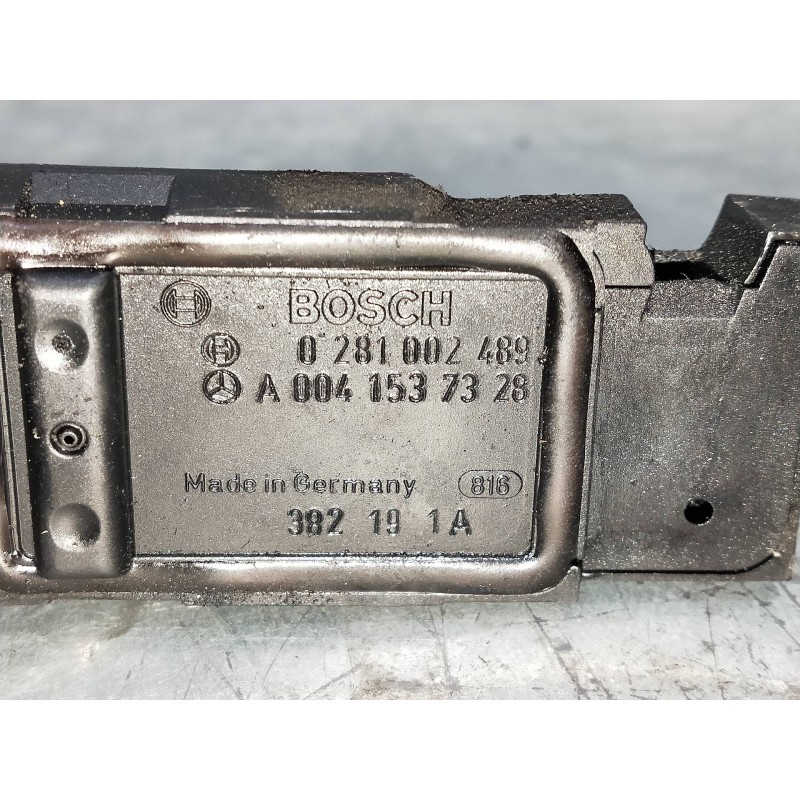 BOSCH
0 281 002 489
A 004 153 73 28
Made in Germany 816
382 19 1A